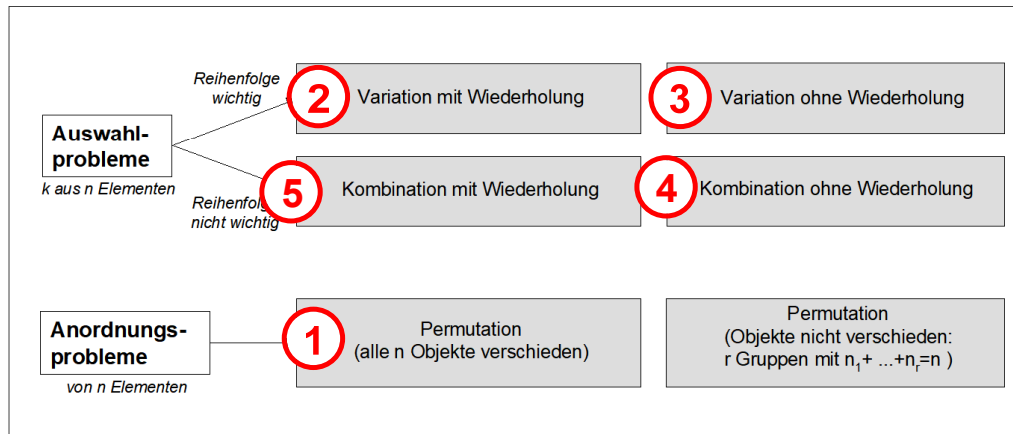 Reihenfolge
wichtig
2
Variation mit Wiederholung
3
Variation ohne Wiederholung
Auswahl-
probleme
k aus n Elementen
5
Kombination mit Wiederholung
4
Kombination ohne Wiederholung
Reihenfolge
nicht wichtig
Anordnungs-
probleme
von n Elementen
1
Permutation
(alle n Objekte verschieden)
Permutation
(Objekte nicht verschieden:
r Gruppen mit n₁+ ...+nᵣ=n )